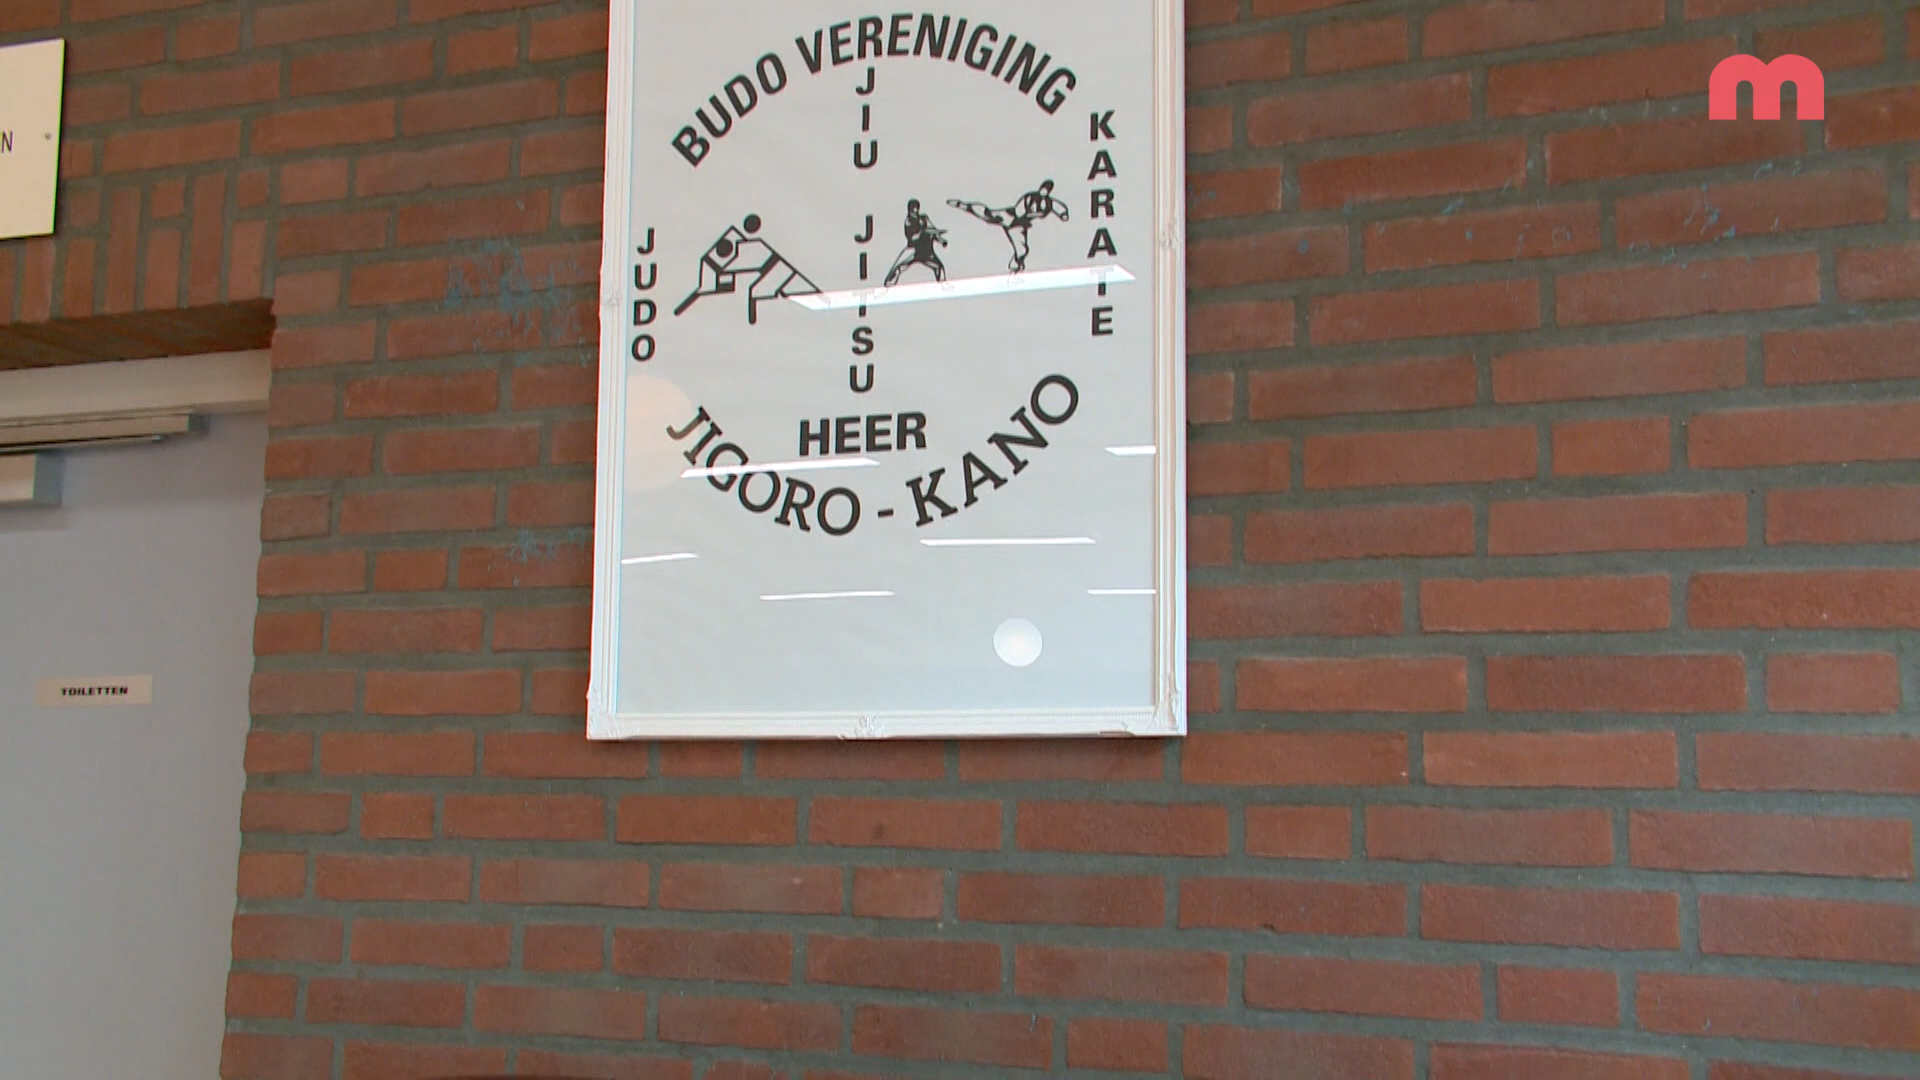 BUDO VERENIGING
JIU JITSU
KARATE
JUDO
HEER
JIGORO - KANO
TOILETTEN
m